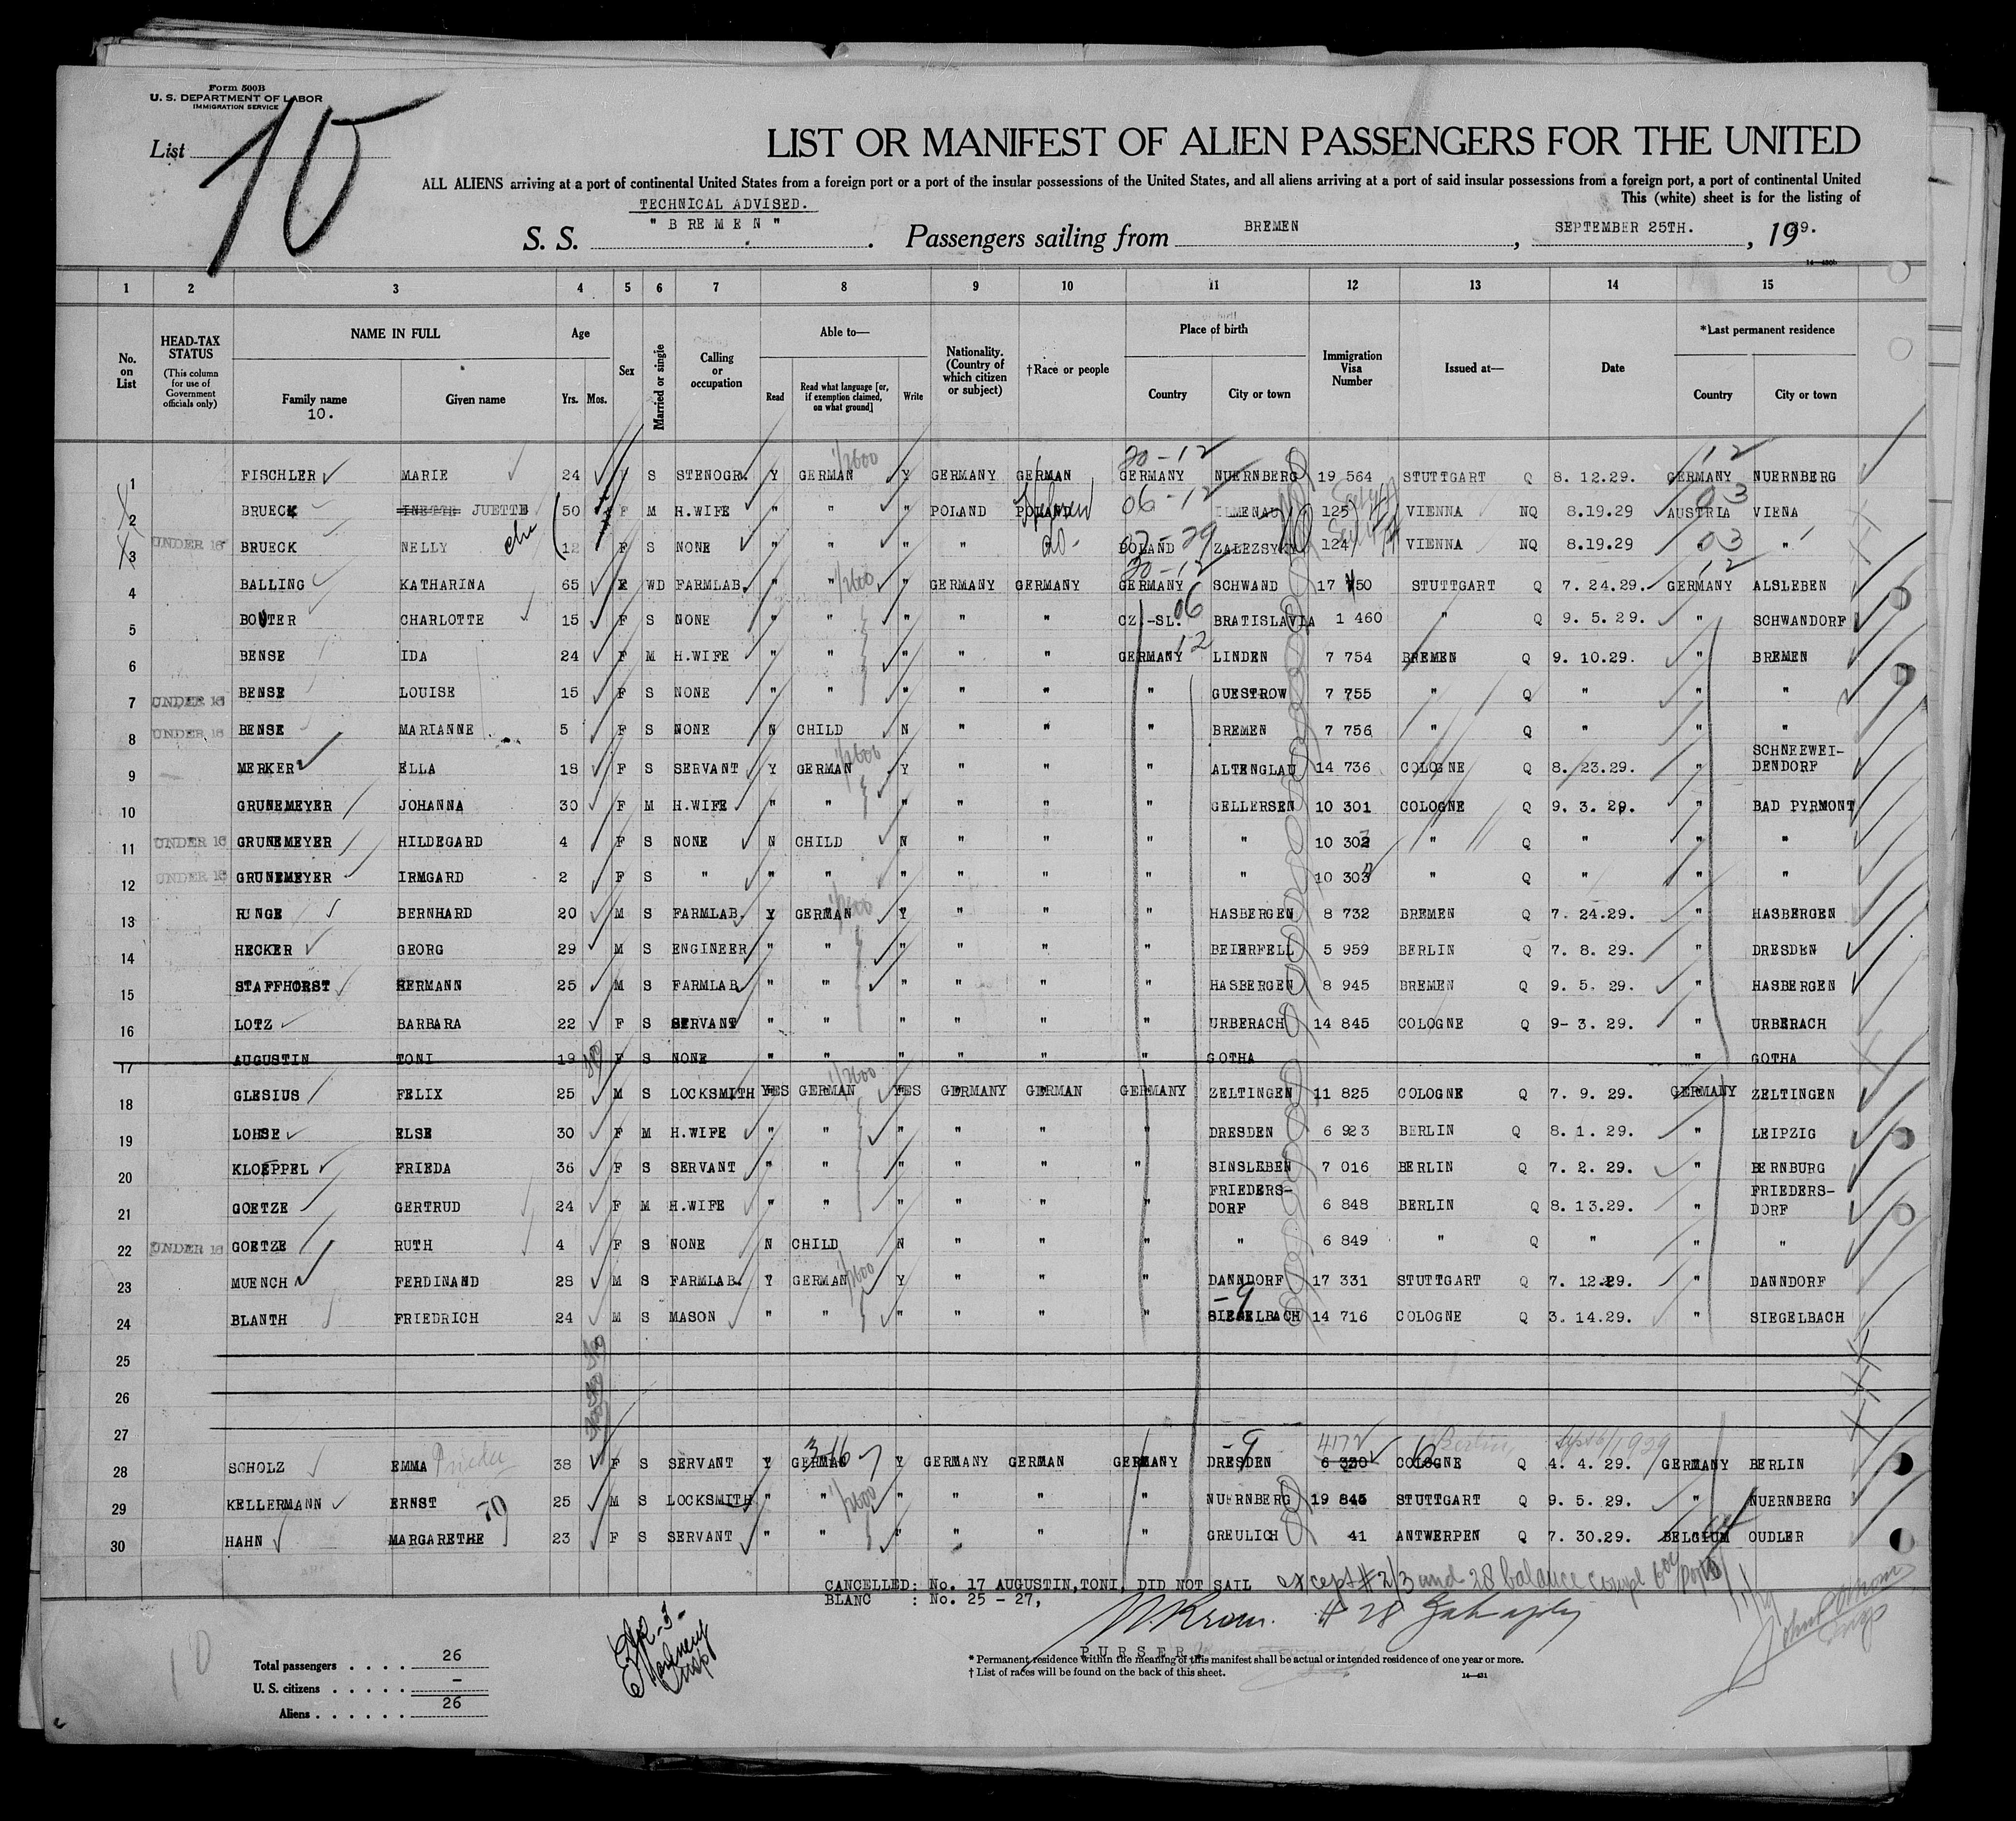 Form 500B
U. S. DEPARTMENT OF LABOR
IMMIGRATION SERVICE
List 10
LIST OR MANIFEST OF ALIEN PASSENGERS FOR THE UNITED
ALL ALIENS arriving at a port of continental United States from a foreign port or a port of the insular possessions of the United States, and all aliens arriving at a port of said insular possessions from a foreign port, a port of continental United
This (white) sheet is for the listing of
TECHNICAL ADVISED.
S. S. " B RE M E N " . Passengers sailing from BREMEN , SEPTEMBER 25TH. , 1929.
1 2 3 4 5 6 7 8 9 10 11 12 13 14 15
No. on List
HEAD-TAX STATUS
(This column for use of Government officials only)
NAME IN FULL
Family name
10.
Given name
Age
Yrs. Mos.
Sex
Married or single
Calling or occupation
Able to—
Read
Read what language [or, if exemption claimed, on what ground]
Write
Nationality. (Country of which citizen or subject)
†Race or people
Place of birth
Country City or town
Immigration Visa Number
Issued at—
Date
*Last permanent residence
Country City or town
1 FISCHLER MARIE 24 S STENOGR. Y GERMAN Y GERMANY GERMAN GERMANY NUERNBERG 19 564 STUTTGART Q 8. 12.29. GERMANY NUERNBERG
2 BRUECK JUETTE 50 F M H.WIFE " " " POLAND POLAND Hebrew 06-12 ILMENAU 125 VIENNA NQ 8.19.29 AUSTRIA 03 VIENA
3 UNDER 16 BRUECK NELLY 12 F S NONE " " " " do- POLAND ZALEZSYKI 124 VIENNA NQ 8.19.29 " 03 "
4 BALLING KATHARINA 65 F WD FARMLAB. " " " GERMANY GERMANY GERMANY SCHWAND 17 50 STUTTGART Q 7. 24.29. GERMANY ALSLEBEN
5 CHARLOTTE 15 F S NONE " " " " " CZ.-SL. 06 BRATISLAVIA 1 460 " Q 9. 5. 29. " SCHWANDORF
6 BENSE IDA 24 F M H.WIFE " " " " " GERMANY 12 LINDEN 7 754 BREMEN Q 9. 10.29. " BREMEN
7 UNDER 16 BENSE LOUISE 15 F S NONE " " " " " " GUESTROW 7 755 " Q " " "
8 UNDER 16 BENSE MARIANNE 5 F S NONE N CHILD N " " " BREMEN 7 756 " Q " " "
9 MERKER ELLA 18 F S SERVANT Y GERMAN Y " " " ALTENGLAU 14 736 COLOGNE Q 8. 23.29. " SCHNEEWEI-DENDORF
10 GRUNEMEYER JOHANNA 30 F M H.WIFE " " " " " " GELLERSEN 10 301 COLOGNE Q 9. 3. 29. " BAD PYRMONT
11 UNDER 16 GRUNEMEYER HILDEGARD 4 F S NONE N CHILD N " " " " 10 302 " Q " " "
12 UNDER 16 GRUNEMEYER IRMGARD 2 F S " " " " " " " " 10 303 " Q " " "
13 RINGE BERNHARD 20 M S FARMLAB. Y GERMAN Y " " " HASBERGEN 8 732 BREMEN Q 7. 24.29. " HASBERGEN
14 HECKER GEORG 29 M S ENGINEER " " " " " " BEIERFELL 5 959 BERLIN Q 7. 8. 29. " DRESDEN
15 STAFFHORST HERMANN 25 M S FARMLAB " " " " " " HASBERGEN 8 945 BREMEN Q 9. 5. 29. " HASBERGEN
16 LOTZ BARBARA 22 F S SERVANT " " " " " " URBERACH 14 845 COLOGNE Q 9- 3. 29. " URBERACH
17 AUGUSTIN TONI 19 F S NONE " " " " " " GOTHA " GOTHA
18 GLESIUS FELIX 25 M S LOCKSMITH YES GERMAN YES GERMANY GERMAN GERMANY ZELTINGEN 11 825 COLOGNE Q 7. 9. 29. GERMANY ZELTINGEN
19 LOHSE ELSE 30 F M H.WIFE " " " " " " DRESDEN 6 923 BERLIN Q 8. 1. 29. " LEIPZIG
20 KLOEPPEL FRIEDA 36 F S SERVANT " " " " " " SINSLEBEN 7 016 BERLIN Q 7. 2. 29. " BERNBURG
21 GOETZE GERTRUD 24 F M H.WIFE " " " " " " FRIEDERS-DORF 6 848 BERLIN Q 8. 13.29. " FRIEDERS-DORF
22 UNDER 16 GOETZE RUTH 4 F S NONE N CHILD N " " " " 6 849 " Q " " "
23 MUENCH FERDINAND 28 M S FARMLAB. Y GERMAN Y " " " DANNDORF 17 331 STUTTGART Q 7. 12.29. " DANNDORF
24 BLANTH FRIEDRICH 24 M S MASON " " " " " " SIEGELBACH 14 716 COLOGNE Q 3. 14.29. " SIEGELBACH
25
26
27
28 SCHOLZ EMMA 38 F S SERVANT Y GERMAN Y GERMANY GERMAN GERMANY DRESDEN 4172 COLOGNE Berlin Q 4. 4. 29. GERMANY BERLIN
29 KELLERMANN ERNST 25 M S LOCKSMITH " " " " " " NUERNBERG 19 845 STUTTGART Q 9. 5. 29. " NUERNBERG
30 HAHN MARGARETHE 23 F S SERVANT " " " " " " GREULICH 41 ANTWERPEN Q 7. 30.29. BELGIUM OUDLER
CANCELLED: No. 17 AUGUSTIN,TONI, DID NOT SAIL except #2/3 and 28 balance
BLANC : No. 25 - 27,
# 28
PURSER
Total passengers . . . . 26
U. S. citizens . . . . . –
Aliens . . . . . . 26
* Permanent residence within the meaning of this manifest shall be actual or intended residence of one year or more.
† List of races will be found on the back of this sheet.
14—431